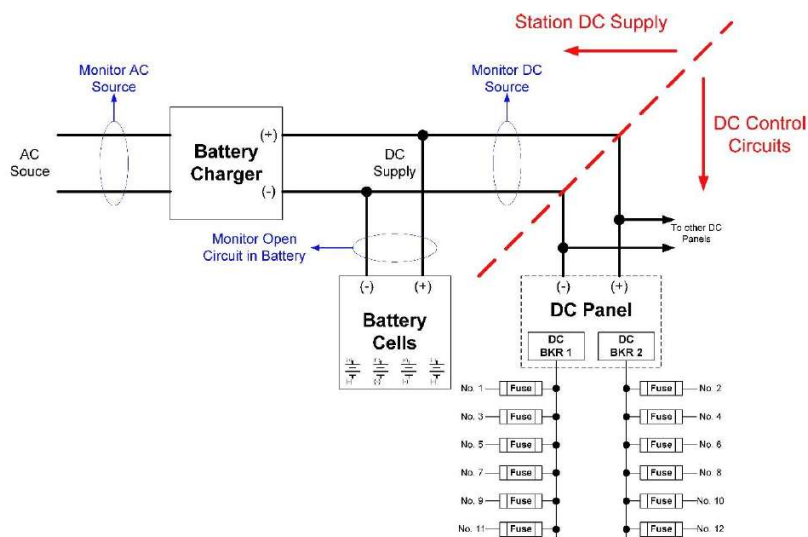 Station DC Supply
Monitor AC
Source
Monitor DC
Source
DC Control
Circuits
AC
Souce
Battery
Charger
(+)
(-)
DC
Supply
To other DC
Panels
Monitor Open
Circuit in Battery
(-)
(+)
Battery
Cells
(-)
(+)
DC Panel
DC
BKR 1
DC
BKR 2
No. 1
Fuse
Fuse
No. 2
No. 3
Fuse
Fuse
No. 4
No. 5
Fuse
Fuse
No. 6
No. 7
Fuse
Fuse
No. 8
No. 9
Fuse
Fuse
No. 10
No. 11
Fuse
Fuse
No. 12